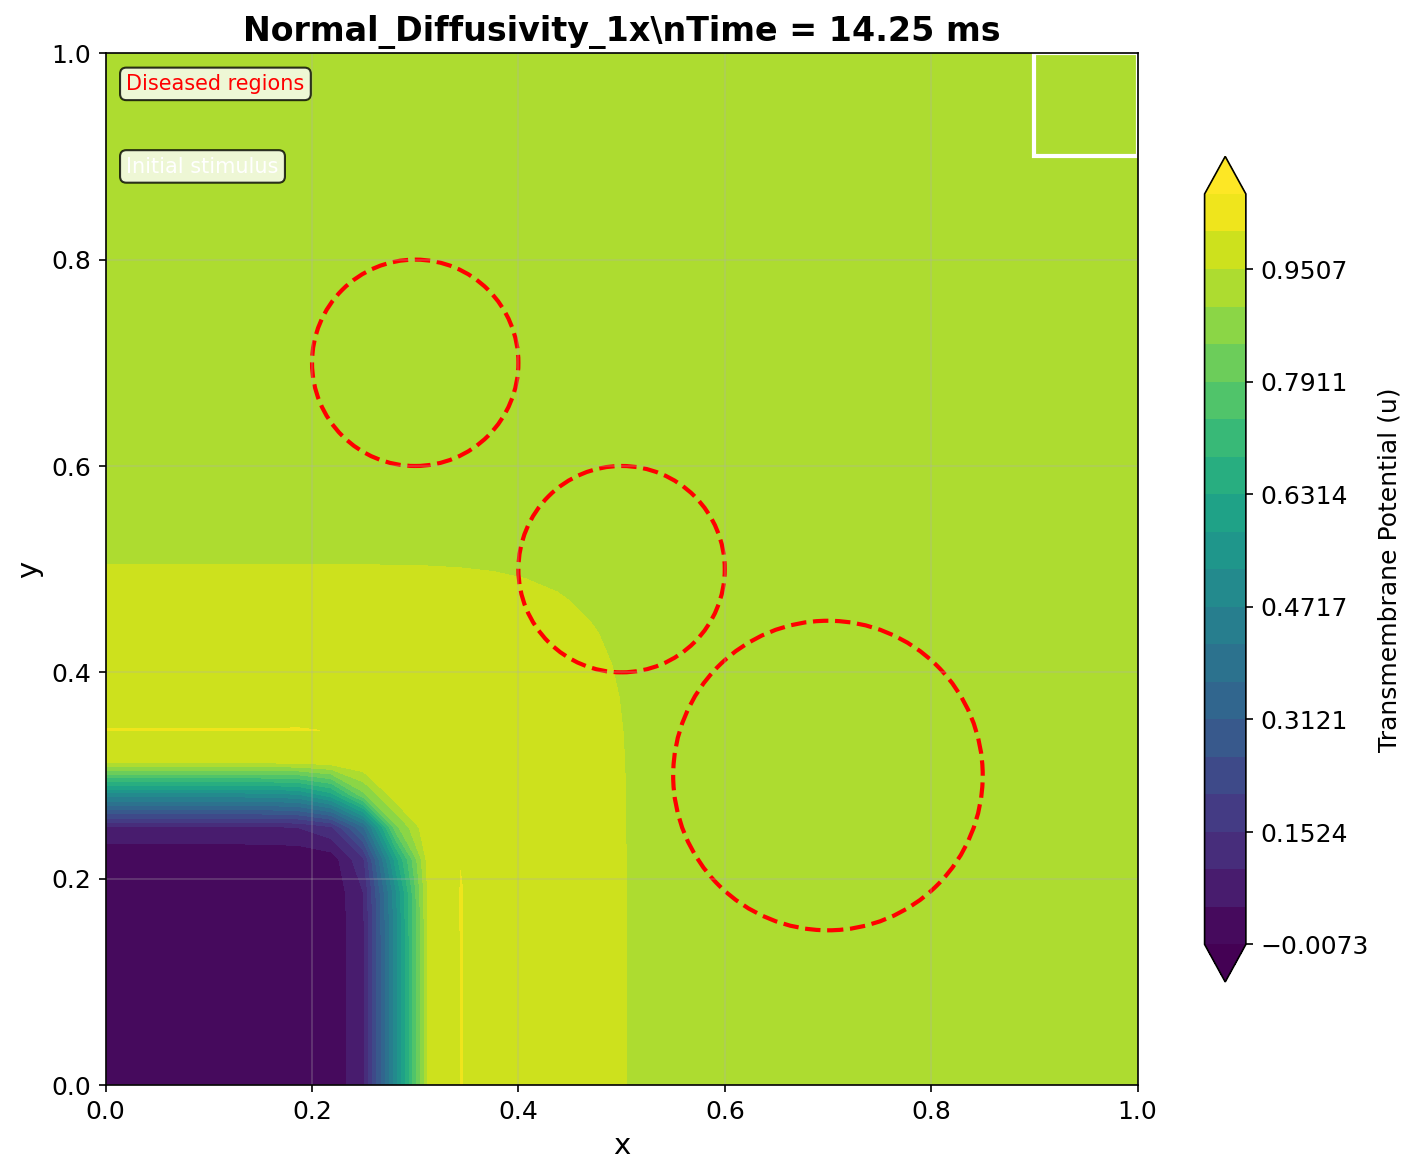 Normal_Diffusivity_1x\nTime = 14.25 ms
1.0
Diseased regions
Initial stimulus
0.8
0.6
0.4
0.2
0.0
y
0.0 0.2 0.4 0.6 0.8 1.0
x
0.9507
0.7911
0.6314
0.4717
0.3121
0.1524
−0.0073
Transmembrane Potential (u)